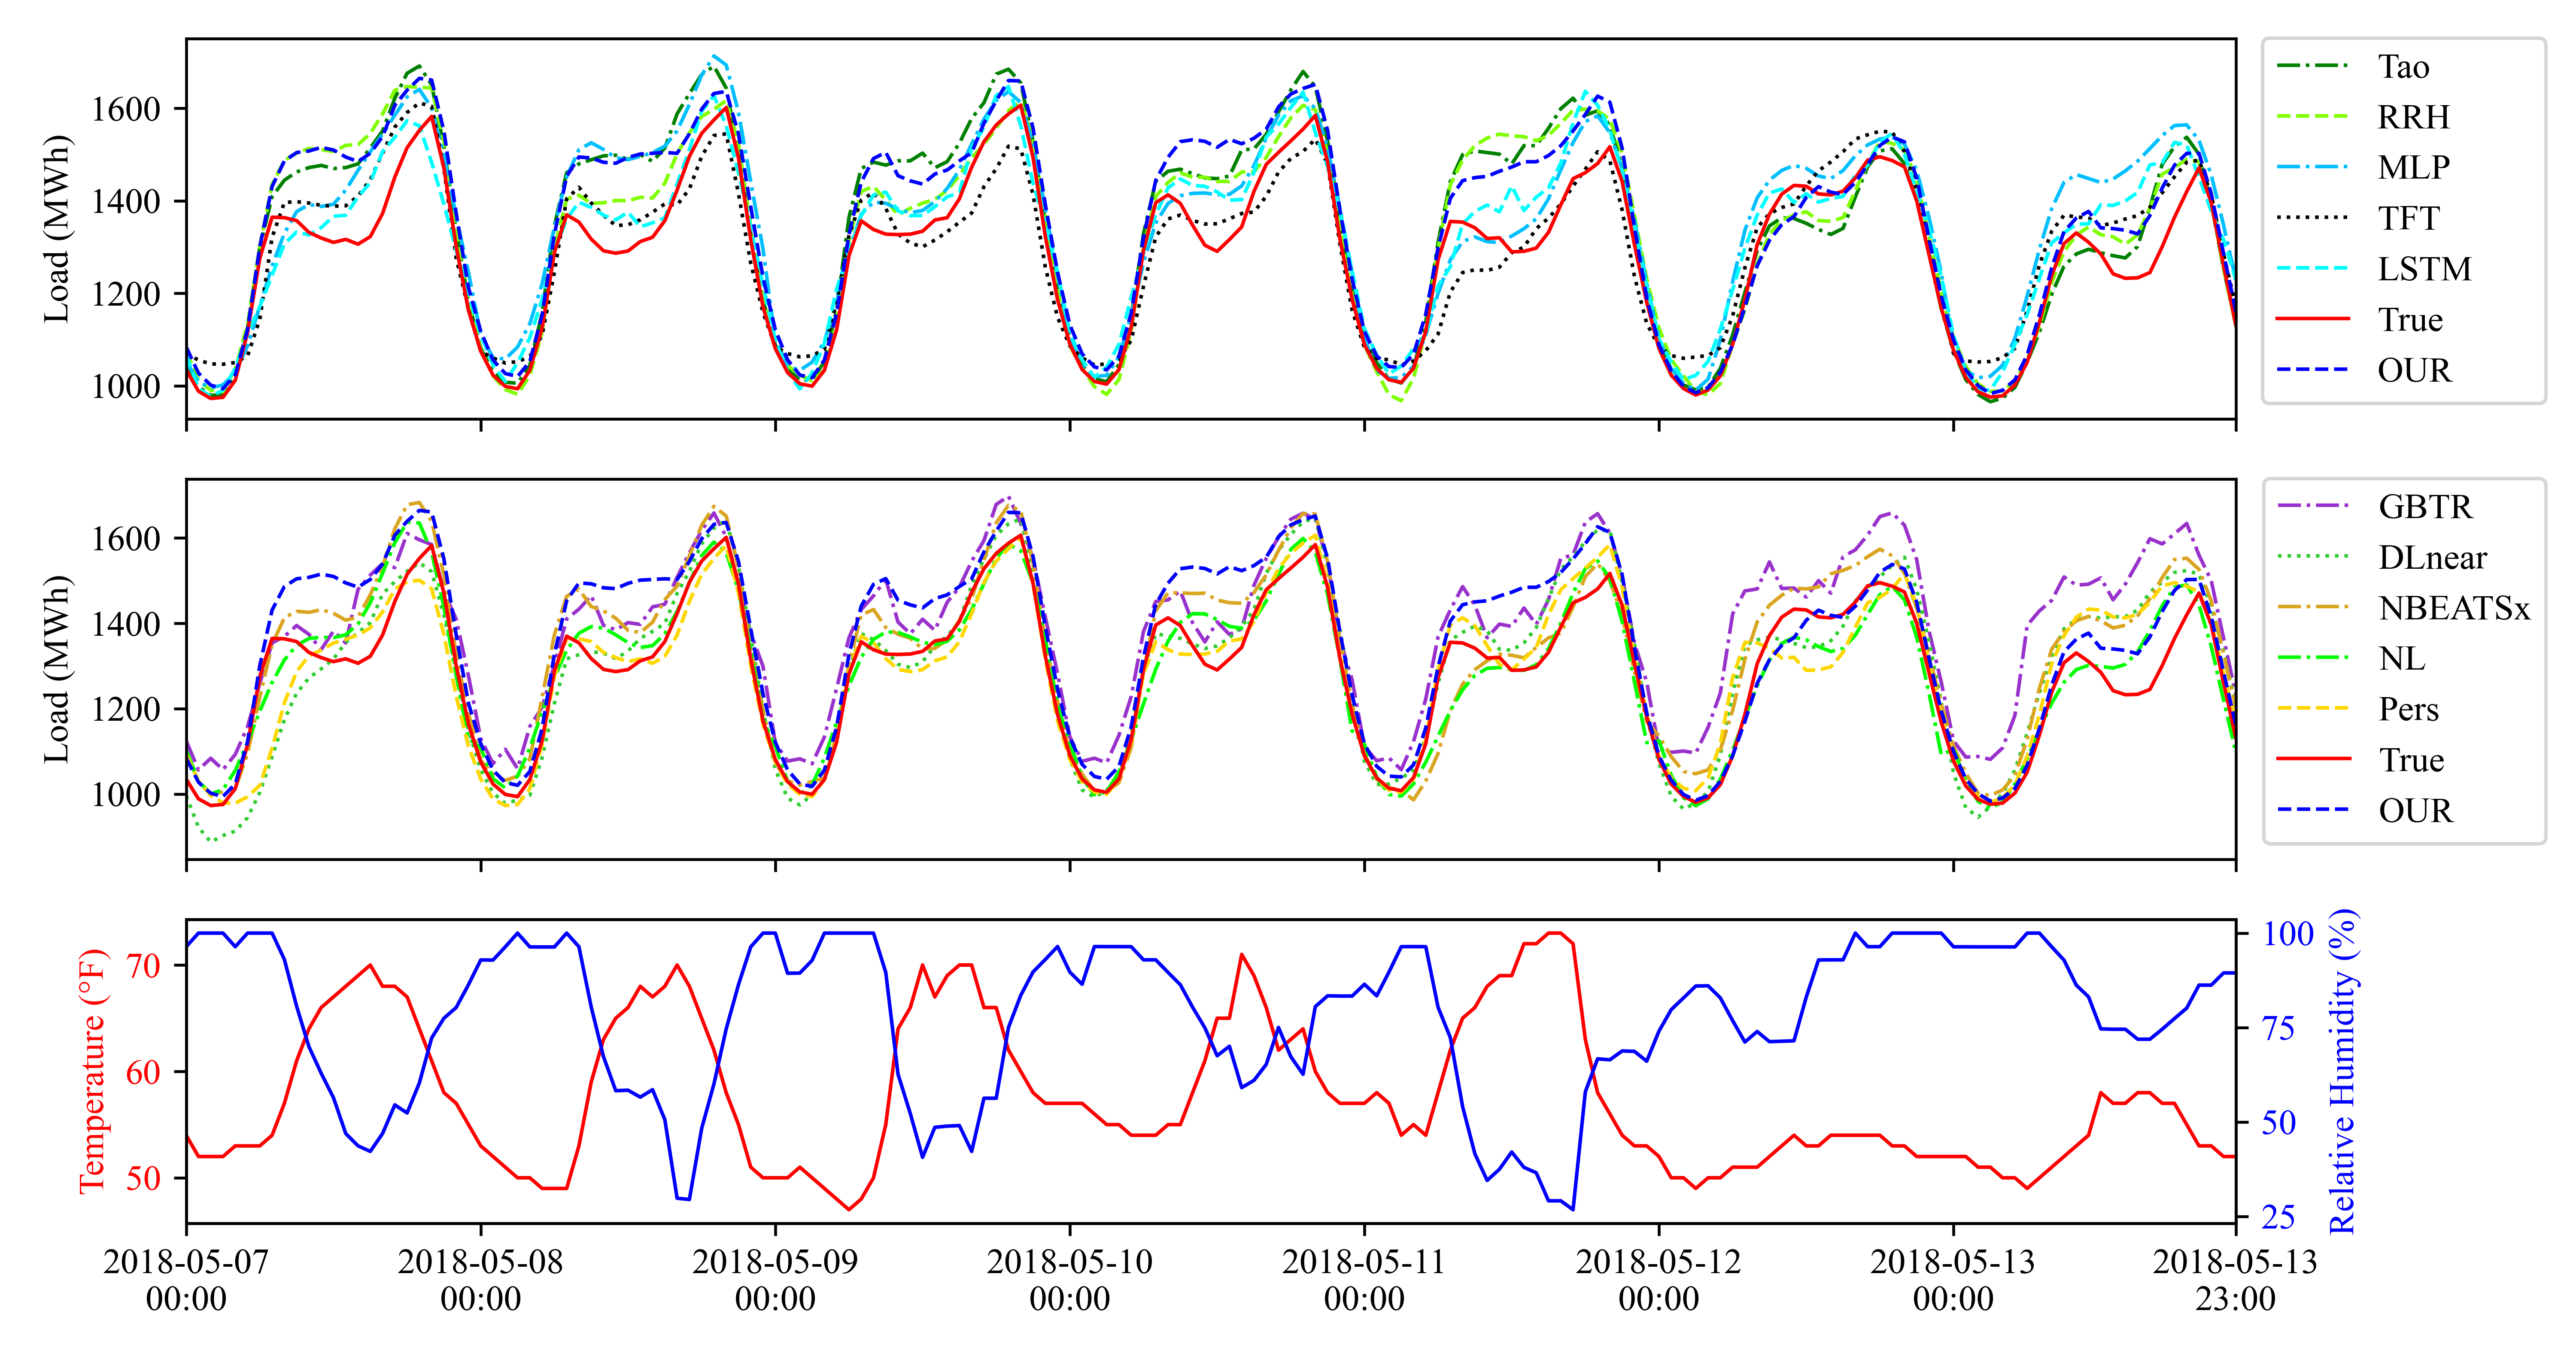 Load (MWh)
1600
1400
1200
1000
Tao
RRH
MLP
TFT
LSTM
True
OUR
Load (MWh)
1600
1400
1200
1000
GBTR
DLnear
NBEATSx
NL
Pers
True
OUR
Temperature (°F)
70
60
50
100
75
50
25
Relative Humidity (%)
2018-05-07 2018-05-08 2018-05-09 2018-05-10 2018-05-11 2018-05-12 2018-05-13 2018-05-13
00:00 00:00 00:00 00:00 00:00 00:00 00:00 23:00